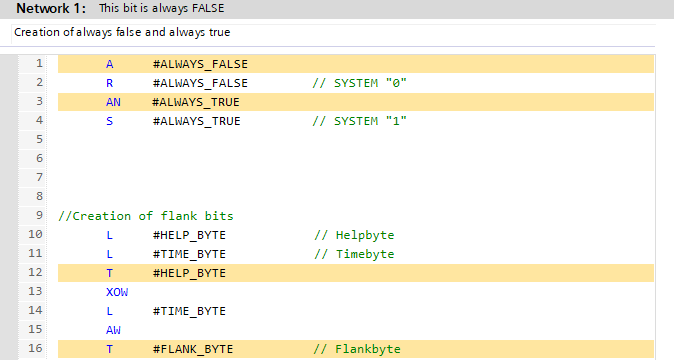 Network 1: This bit is always FALSE
Creation of always false and always true
1 A #ALWAYS_FALSE
2 R #ALWAYS_FALSE // SYSTEM "0"
3 AN #ALWAYS_TRUE
4 S #ALWAYS_TRUE // SYSTEM "1"
5
6
7
8
9 //Creation of flank bits
10 L #HELP_BYTE // Helpbyte
11 L #TIME_BYTE // Timebyte
12 T #HELP_BYTE
13 XOW
14 L #TIME_BYTE
15 AW
16 T #FLANK_BYTE // Flankbyte